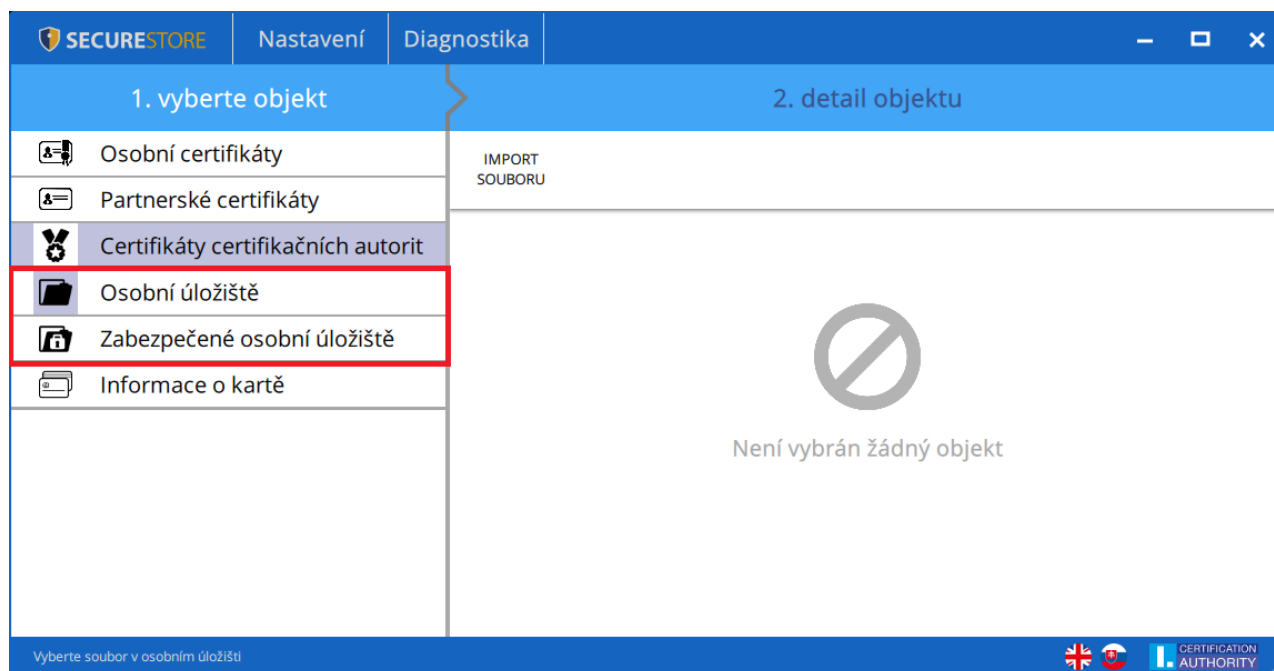 SECURESTORE Nastavení Diagnostika
1. vyberte objekt
2. detail objektu
Osobní certifikáty
Partnerské certifikáty
Certifikáty certifikačních autorit
Osobní úložiště
Zabezpečené osobní úložiště
Informace o kartě
IMPORT
SOUBORU
Není vybrán žádný objekt
Vyberte soubor v osobním úložišti
I.
CERTIFICATION
AUTHORITY